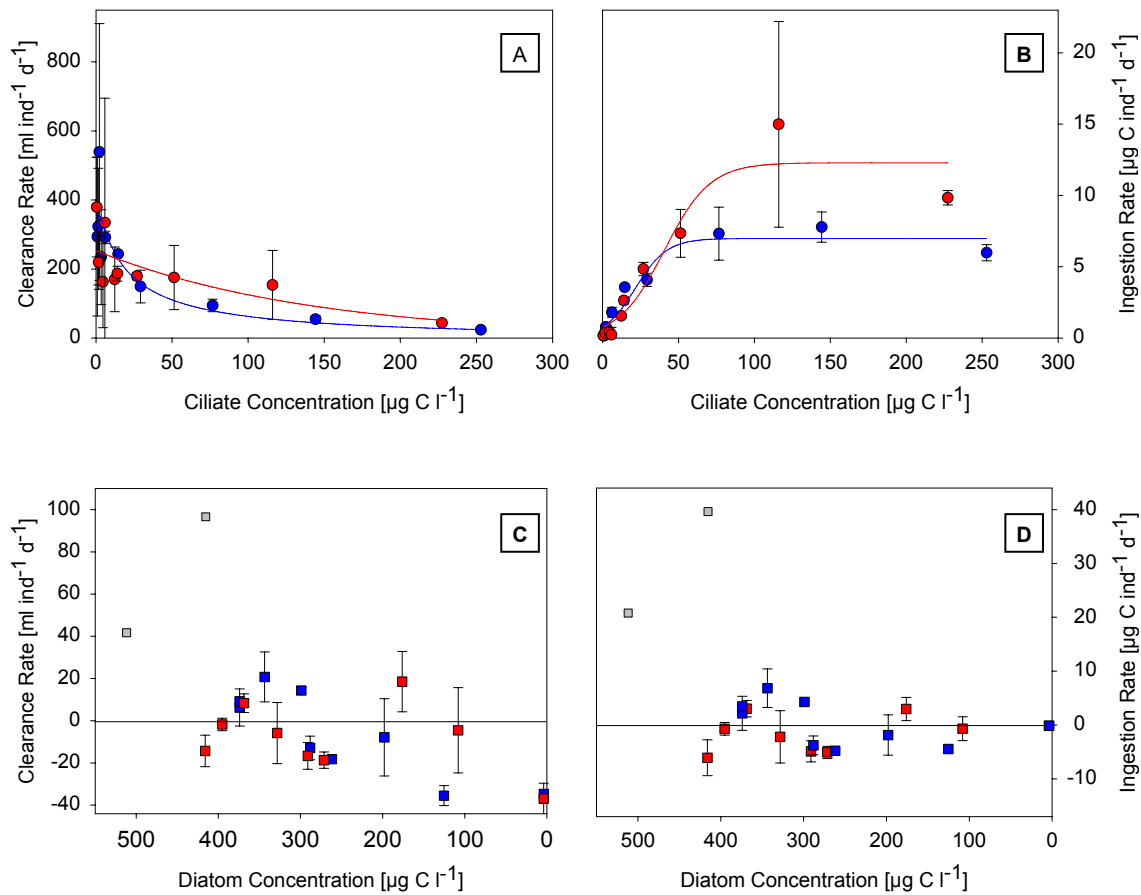 A
B
800
600
400
200
0
Clearance Rate [ml ind⁻¹ d⁻¹]
20
15
10
5
0
Ingestion Rate [µg C ind⁻¹ d⁻¹]
0 50 100 150 200 250 300
0 50 100 150 200 250 300
Ciliate Concentration [µg C l⁻¹]
Ciliate Concentration [µg C l⁻¹]
C
D
100
80
60
40
20
0
-20
-40
Clearance Rate [ml ind⁻¹ d⁻¹]
40
30
20
10
0
-10
Ingestion Rate [µg C ind⁻¹ d⁻¹]
500 400 300 200 100 0
500 400 300 200 100 0
Diatom Concentration [µg C l⁻¹]
Diatom Concentration [µg C l⁻¹]